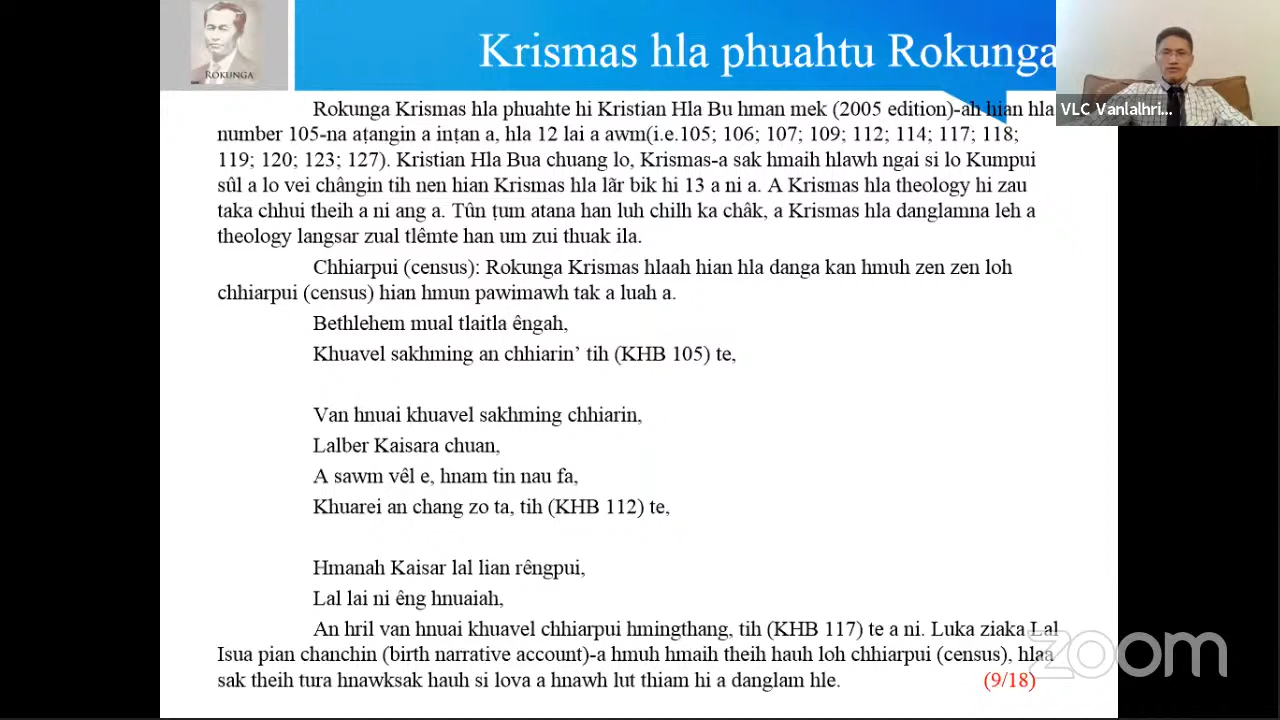 Krismas hla phuahtu Rokunga
ROKUNGA
VLC Vanlalhri...
Rokunga Krismas hla phuahte hi Kristian Hla Bu hman mek (2005 edition)-ah hian hla
number 105-na aṭangin a inṭan a, hla 12 lai a awm(i.e.105; 106; 107; 109; 112; 114; 117; 118;
119; 120; 123; 127). Kristian Hla Bua chuang lo, Krismas-a sak hmaih hlawh ngai si lo Kumpui
sûl a lo vei chângin tih nen hian Krismas hla lãr bik hi 13 a ni a. A Krismas hla theology hi zau
taka chhui theih a ni ang a. Tûn ṭum atana han luh chilh ka châk, a Krismas hla danglamna leh a
theology langsar zual tlêmte han um zui thuak ila.
Chhiarpui (census): Rokunga Krismas hlaah hian hla danga kan hmuh zen zen loh
chhiarpui (census) hian hmun pawimawh tak a luah a.
Bethlehem mual tlaitla êngah,
Khuavel sakhming an chhiarin’ tih (KHB 105) te,
Van hnuai khuavel sakhming chhiarin,
Lalber Kaisara chuan,
A sawm vêl e, hnam tin nau fa,
Khuarei an chang zo ta, tih (KHB 112) te,
Hmanah Kaisar lal lian rêngpui,
Lal lai ni êng hnuaiah,
An hril van hnuai khuavel chhiarpui hmingthang, tih (KHB 117) te a ni. Luka ziaka Lal
Isua pian chanchin (birth narrative account)-a hmuh hmaih theih hauh loh chhiarpui (census), hlaa
sak theih tura hnawksak hauh si lova a hnawh lut thiam hi a danglam hle.
(9/18)
zoom